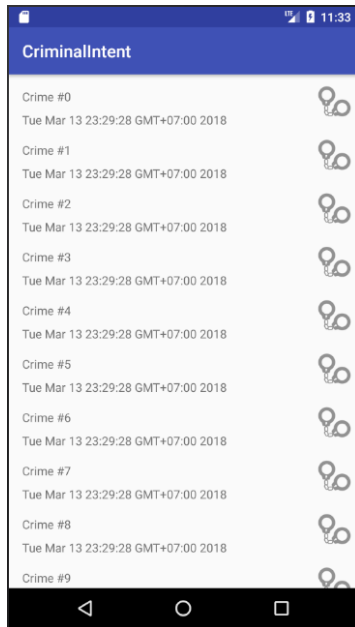 LTE 11:33
CriminalIntent
Crime #0
Tue Mar 13 23:29:28 GMT+07:00 2018
Crime #1
Tue Mar 13 23:29:28 GMT+07:00 2018
Crime #2
Tue Mar 13 23:29:28 GMT+07:00 2018
Crime #3
Tue Mar 13 23:29:28 GMT+07:00 2018
Crime #4
Tue Mar 13 23:29:28 GMT+07:00 2018
Crime #5
Tue Mar 13 23:29:28 GMT+07:00 2018
Crime #6
Tue Mar 13 23:29:28 GMT+07:00 2018
Crime #7
Tue Mar 13 23:29:28 GMT+07:00 2018
Crime #8
Tue Mar 13 23:29:28 GMT+07:00 2018
Crime #9